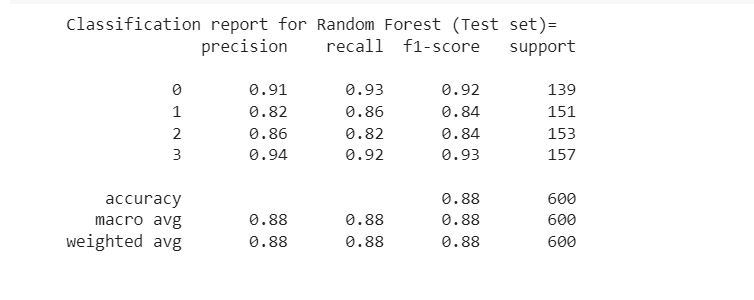 Classification report for Random Forest (Test set)=
precision recall f1-score support
0 0.91 0.93 0.92 139
1 0.82 0.86 0.84 151
2 0.86 0.82 0.84 153
3 0.94 0.92 0.93 157
accuracy 0.88 600
macro avg 0.88 0.88 0.88 600
weighted avg 0.88 0.88 0.88 600